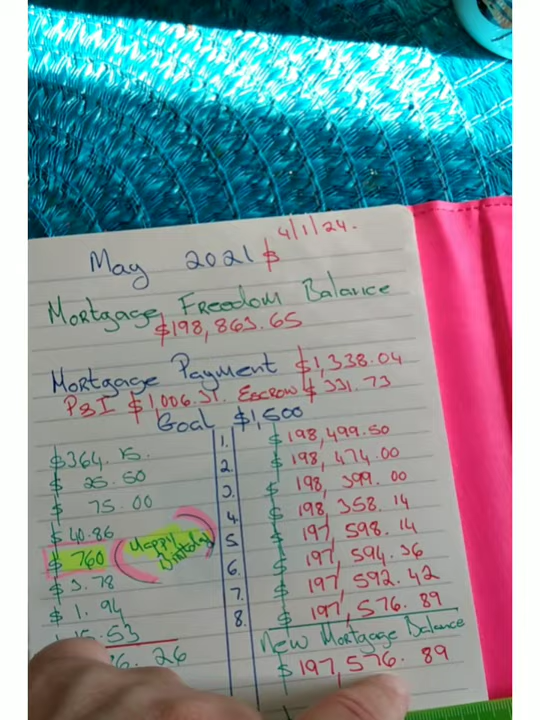 4/1/24.
May 2021 $
Mortgage Freedom Balance
$198,863.65
Mortgage Payment $1,338.04
P&I $1,006.31. Escrow $331.73
Goal $1,500
$364.15. 1. $198,499.50
$ 25.50 2. $198,474.00
$ 75.00 3. $198,399.00
$40.86 4. $198,358.14
$ 760 Happy Birthday 5 $197,598.14
$3.78 6. $197,594.36
$1.94 7. $197,592.42
15.53 8. $197,576.89
New Mortgage Balance
6.26 $197,576.89